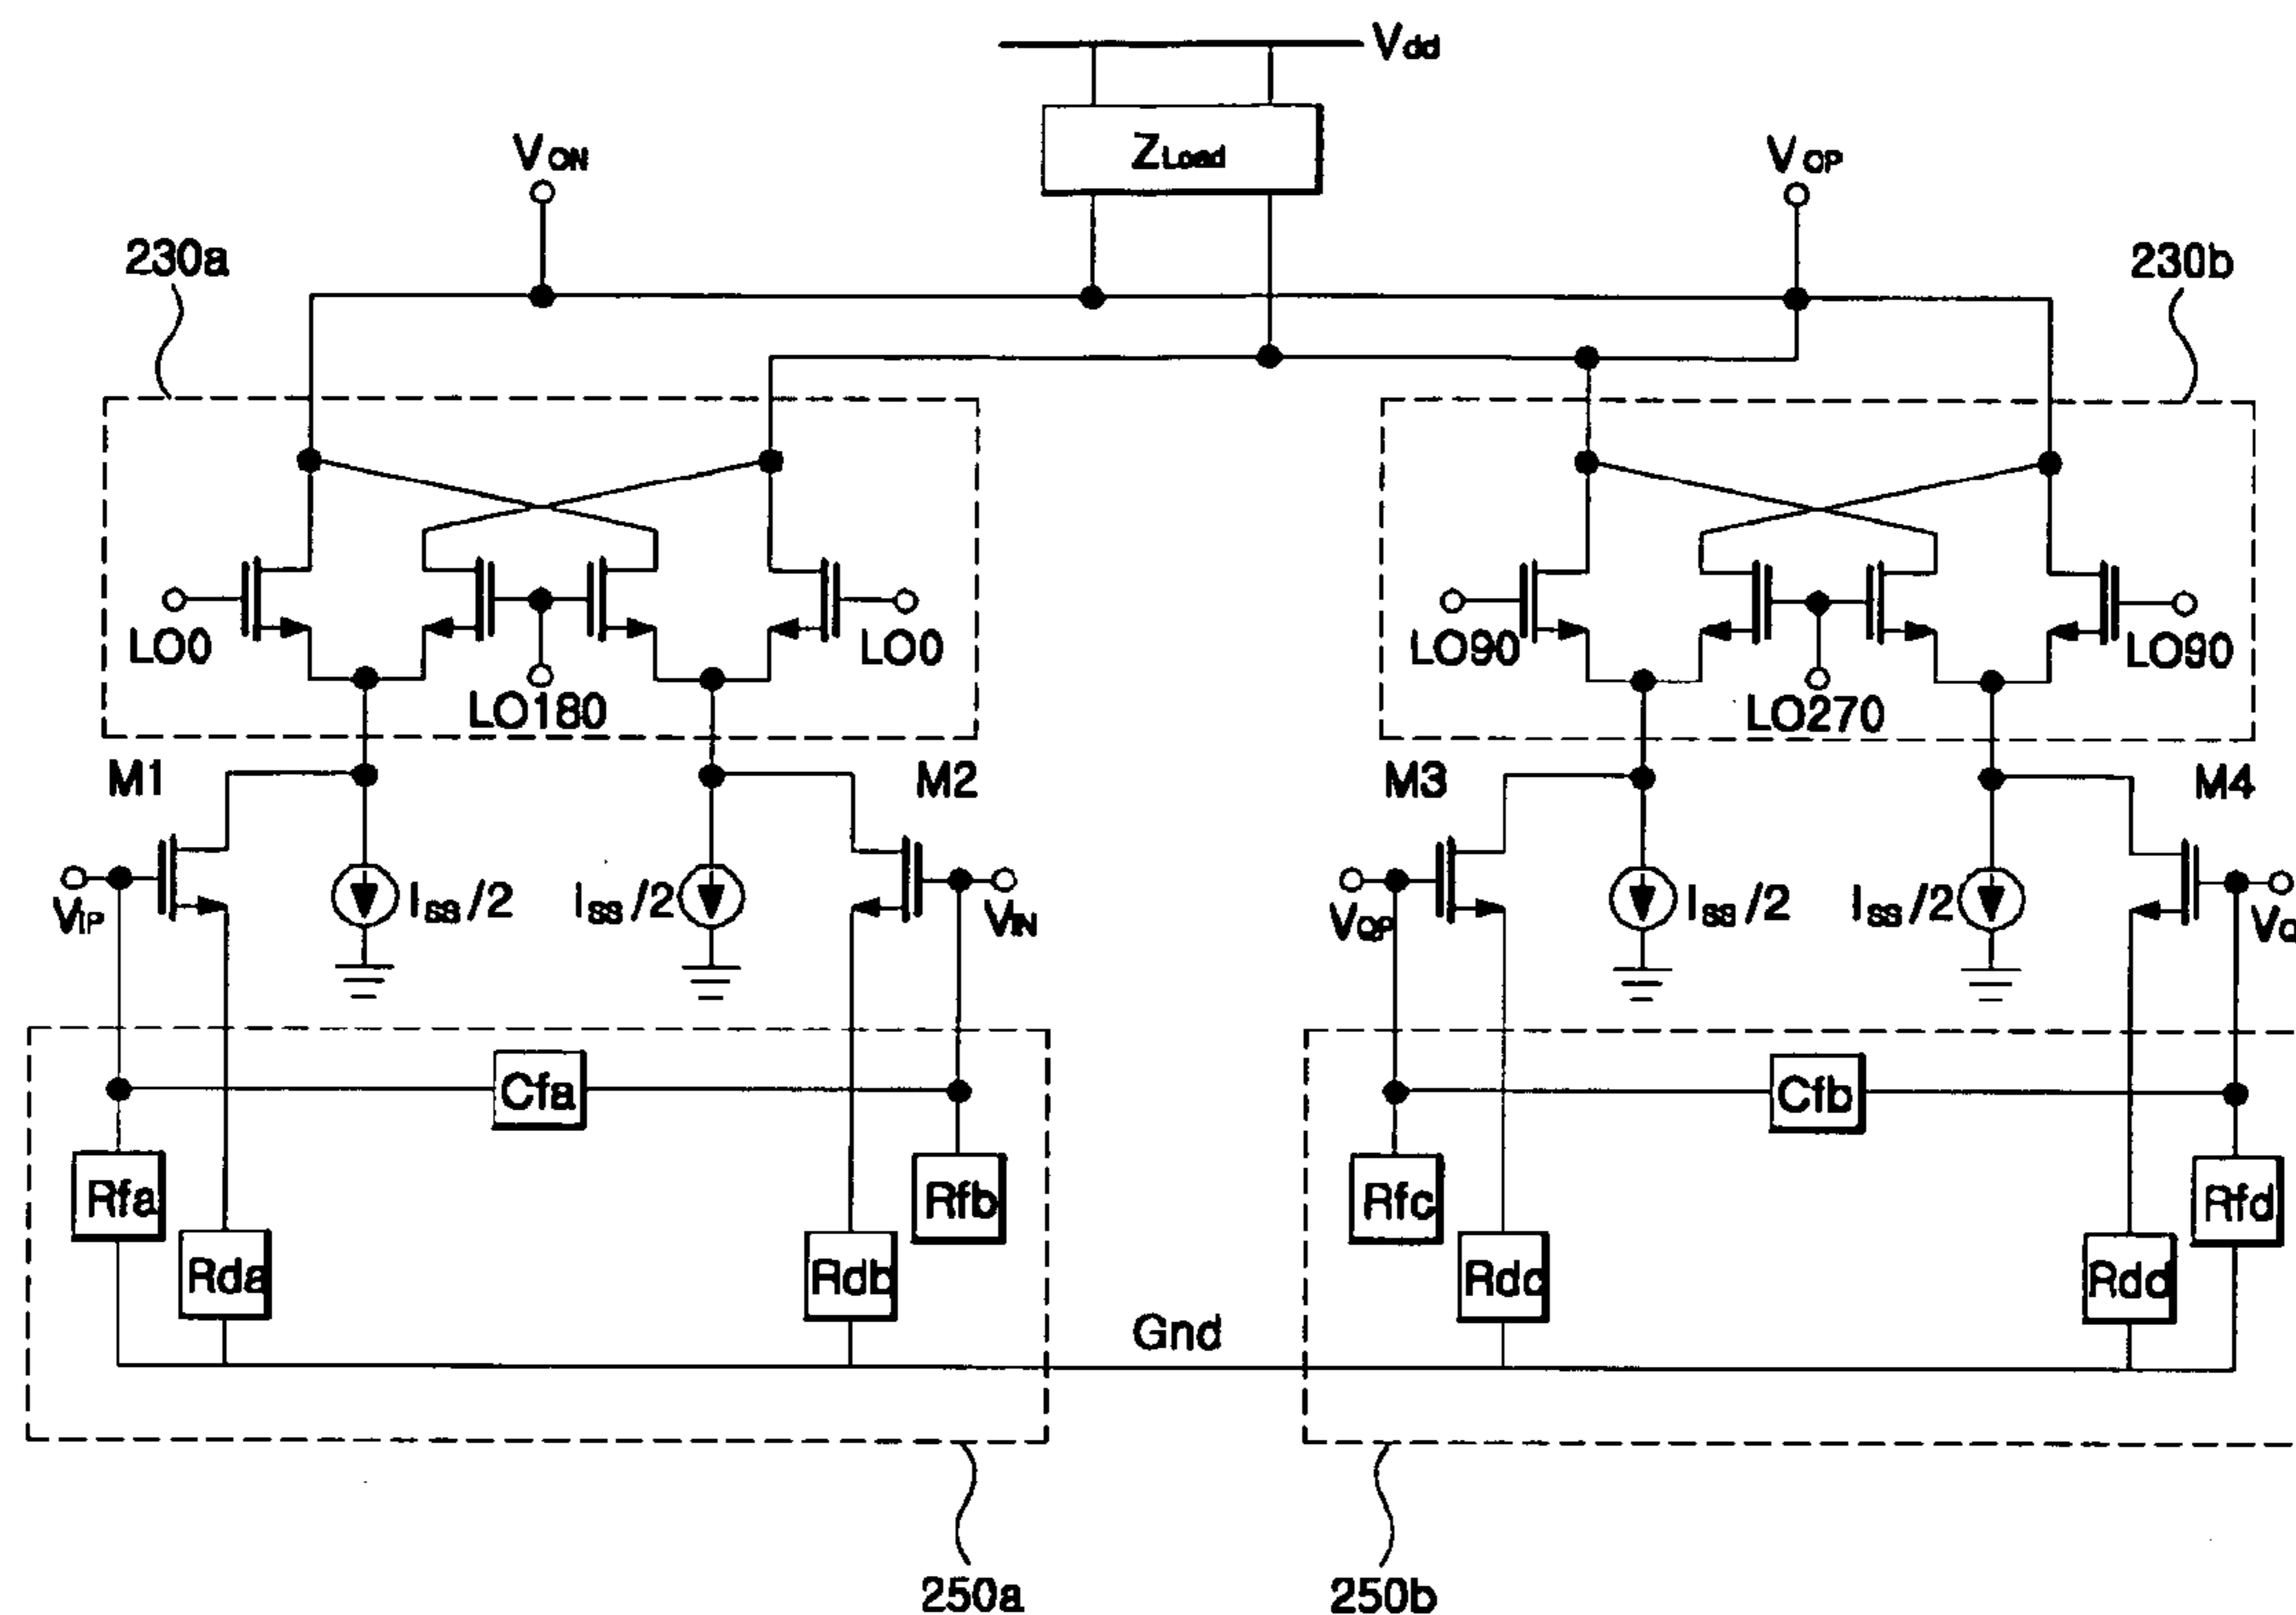 Vdd
ZLoad
VON
VOP
230a
230b
LO0
LO180
LO0
LO90
LO270
LO90
M1
M2
M3
M4
VIP
ISS/2
ISS/2
VIN
VQP
ISS/2
ISS/2
Cfa
Cfb
Rfa
Rda
Rdb
Rfb
Rfc
Rdc
Rdd
Rfd
Gnd
250a
250b